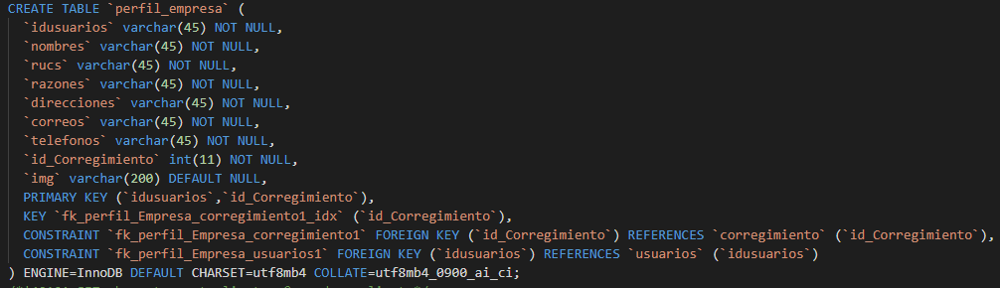 CREATE TABLE `perfil_empresa` (
`idusuarios` varchar(45) NOT NULL,
`nombres` varchar(45) NOT NULL,
`rucs` varchar(45) NOT NULL,
`razones` varchar(45) NOT NULL,
`direcciones` varchar(45) NOT NULL,
`correos` varchar(45) NOT NULL,
`telefonos` varchar(45) NOT NULL,
`id_Corregimiento` int(11) NOT NULL,
`img` varchar(200) DEFAULT NULL,
PRIMARY KEY (`idusuarios`,`id_Corregimiento`),
KEY `fk_perfil_Empresa_corregimiento1_idx` (`id_Corregimiento`),
CONSTRAINT `fk_perfil_Empresa_corregimiento1` FOREIGN KEY (`id_Corregimiento`) REFERENCES `corregimiento` (`id_Corregimiento`),
CONSTRAINT `fk_perfil_Empresa_usuarios1` FOREIGN KEY (`idusuarios`) REFERENCES `usuarios` (`idusuarios`)
) ENGINE=InnoDB DEFAULT CHARSET=utf8mb4 COLLATE=utf8mb4_0900_ai_ci;